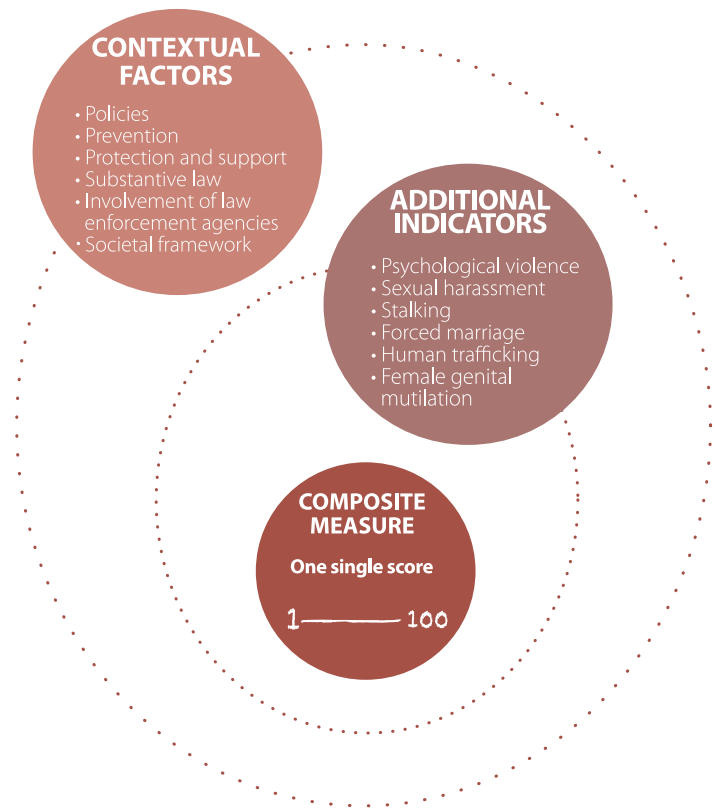 CONTEXTUAL
FACTORS
• Policies
• Prevention
• Protection and support
• Substantive law
• Involvement of law
enforcement agencies
• Societal framework
ADDITIONAL
INDICATORS
• Psychological violence
• Sexual harassment
• Stalking
• Forced marriage
• Human trafficking
• Female genital
mutilation
COMPOSITE
MEASURE
One single score
1 100